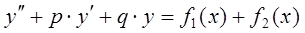 y″ + p · y′ + q · y = f₁(x) + f₂(x)